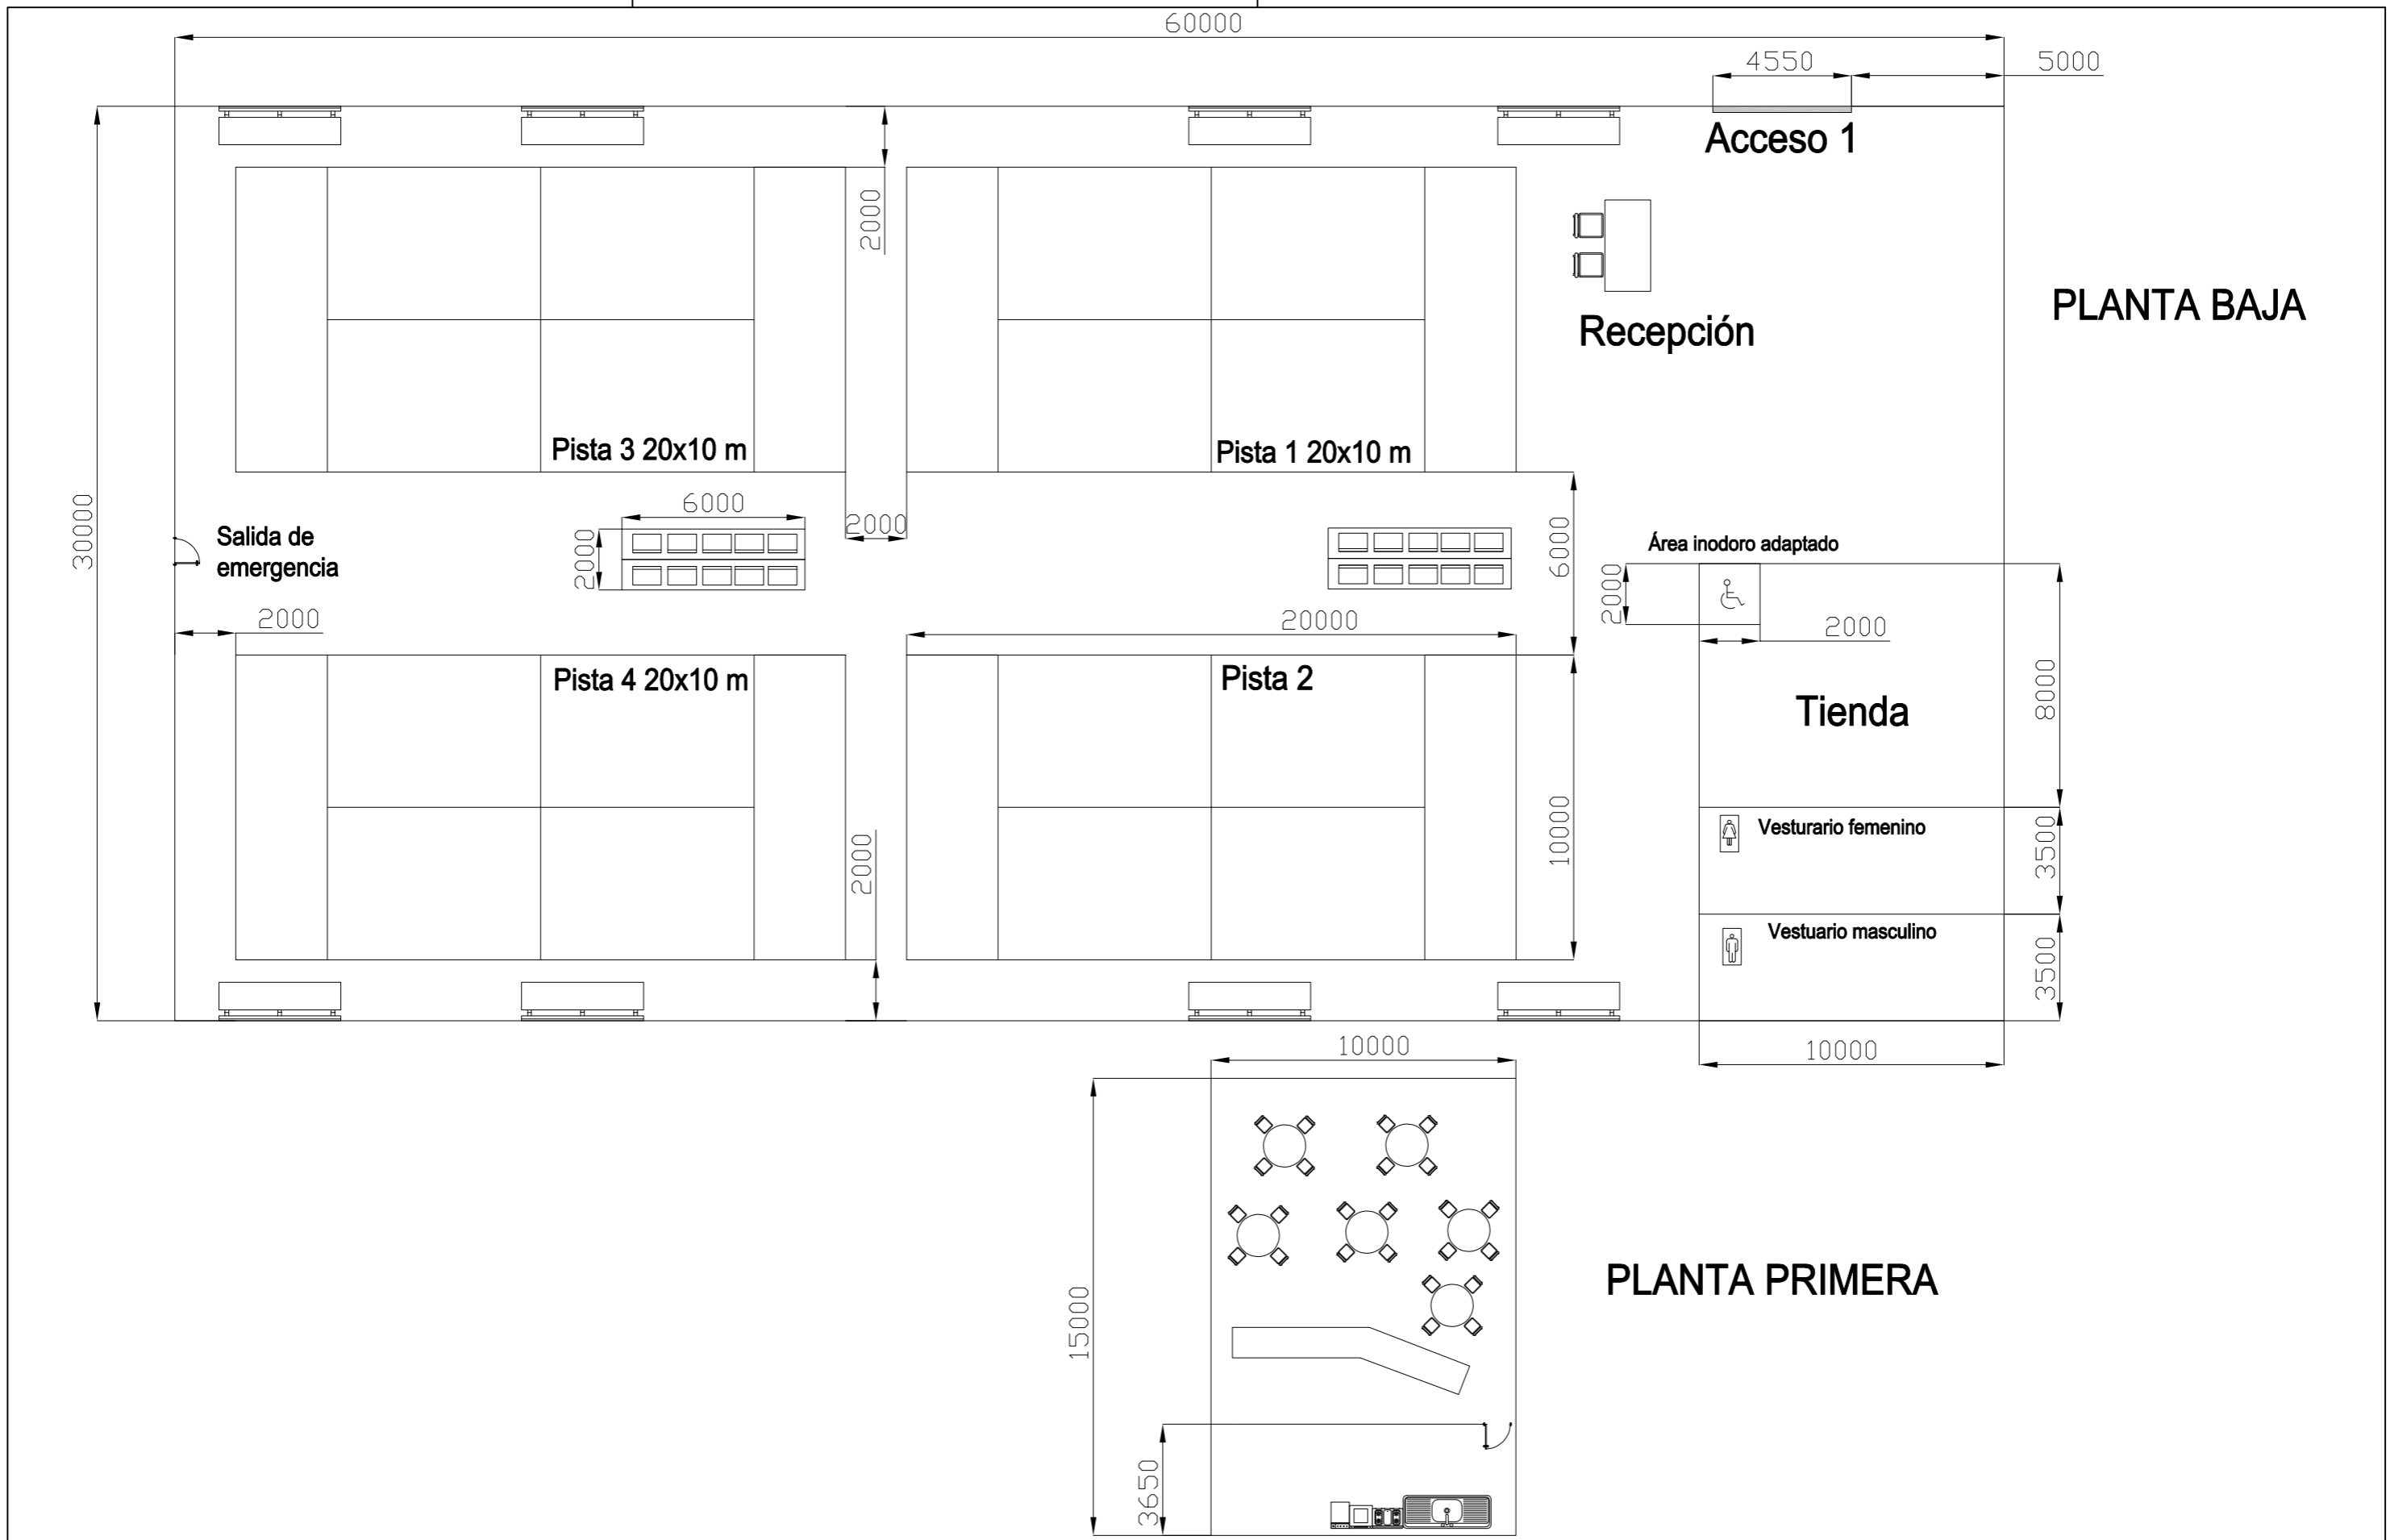 60000
4550
5000
Acceso 1
2000
PLANTA BAJA
Recepción
Pista 3 20x10 m
Pista 1 20x10 m
30000
Salida de
emergencia
6000
2000
2000
6000
Área inodoro adaptado
2000
2000
2000
20000
8000
Pista 4 20x10 m
Pista 2
Tienda
2000
10000
Vesturario femenino
3500
Vestuario masculino
3500
10000
10000
15000
PLANTA PRIMERA
3650